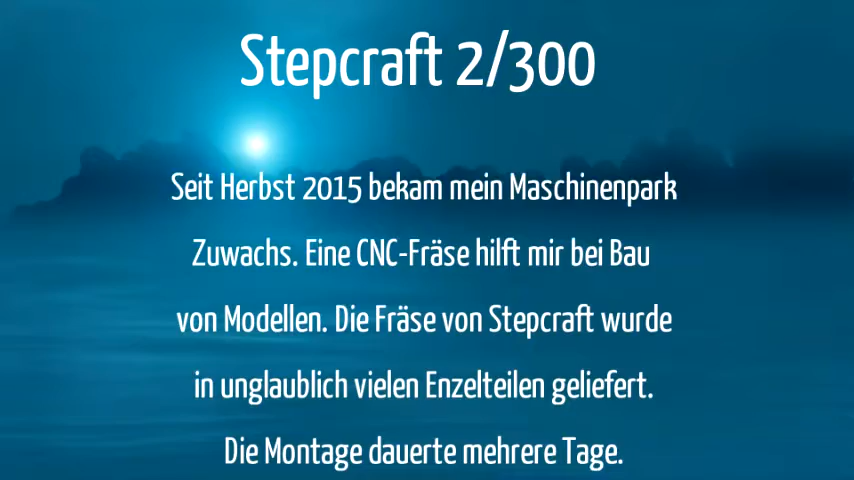 Stepcraft 2/300
Seit Herbst 2015 bekam mein Maschinenpark
Zuwachs. Eine CNC-Fräse hilft mir bei Bau
von Modellen. Die Fräse von Stepcraft wurde
in unglaublich vielen Enzelteilen geliefert.
Die Montage dauerte mehrere Tage.